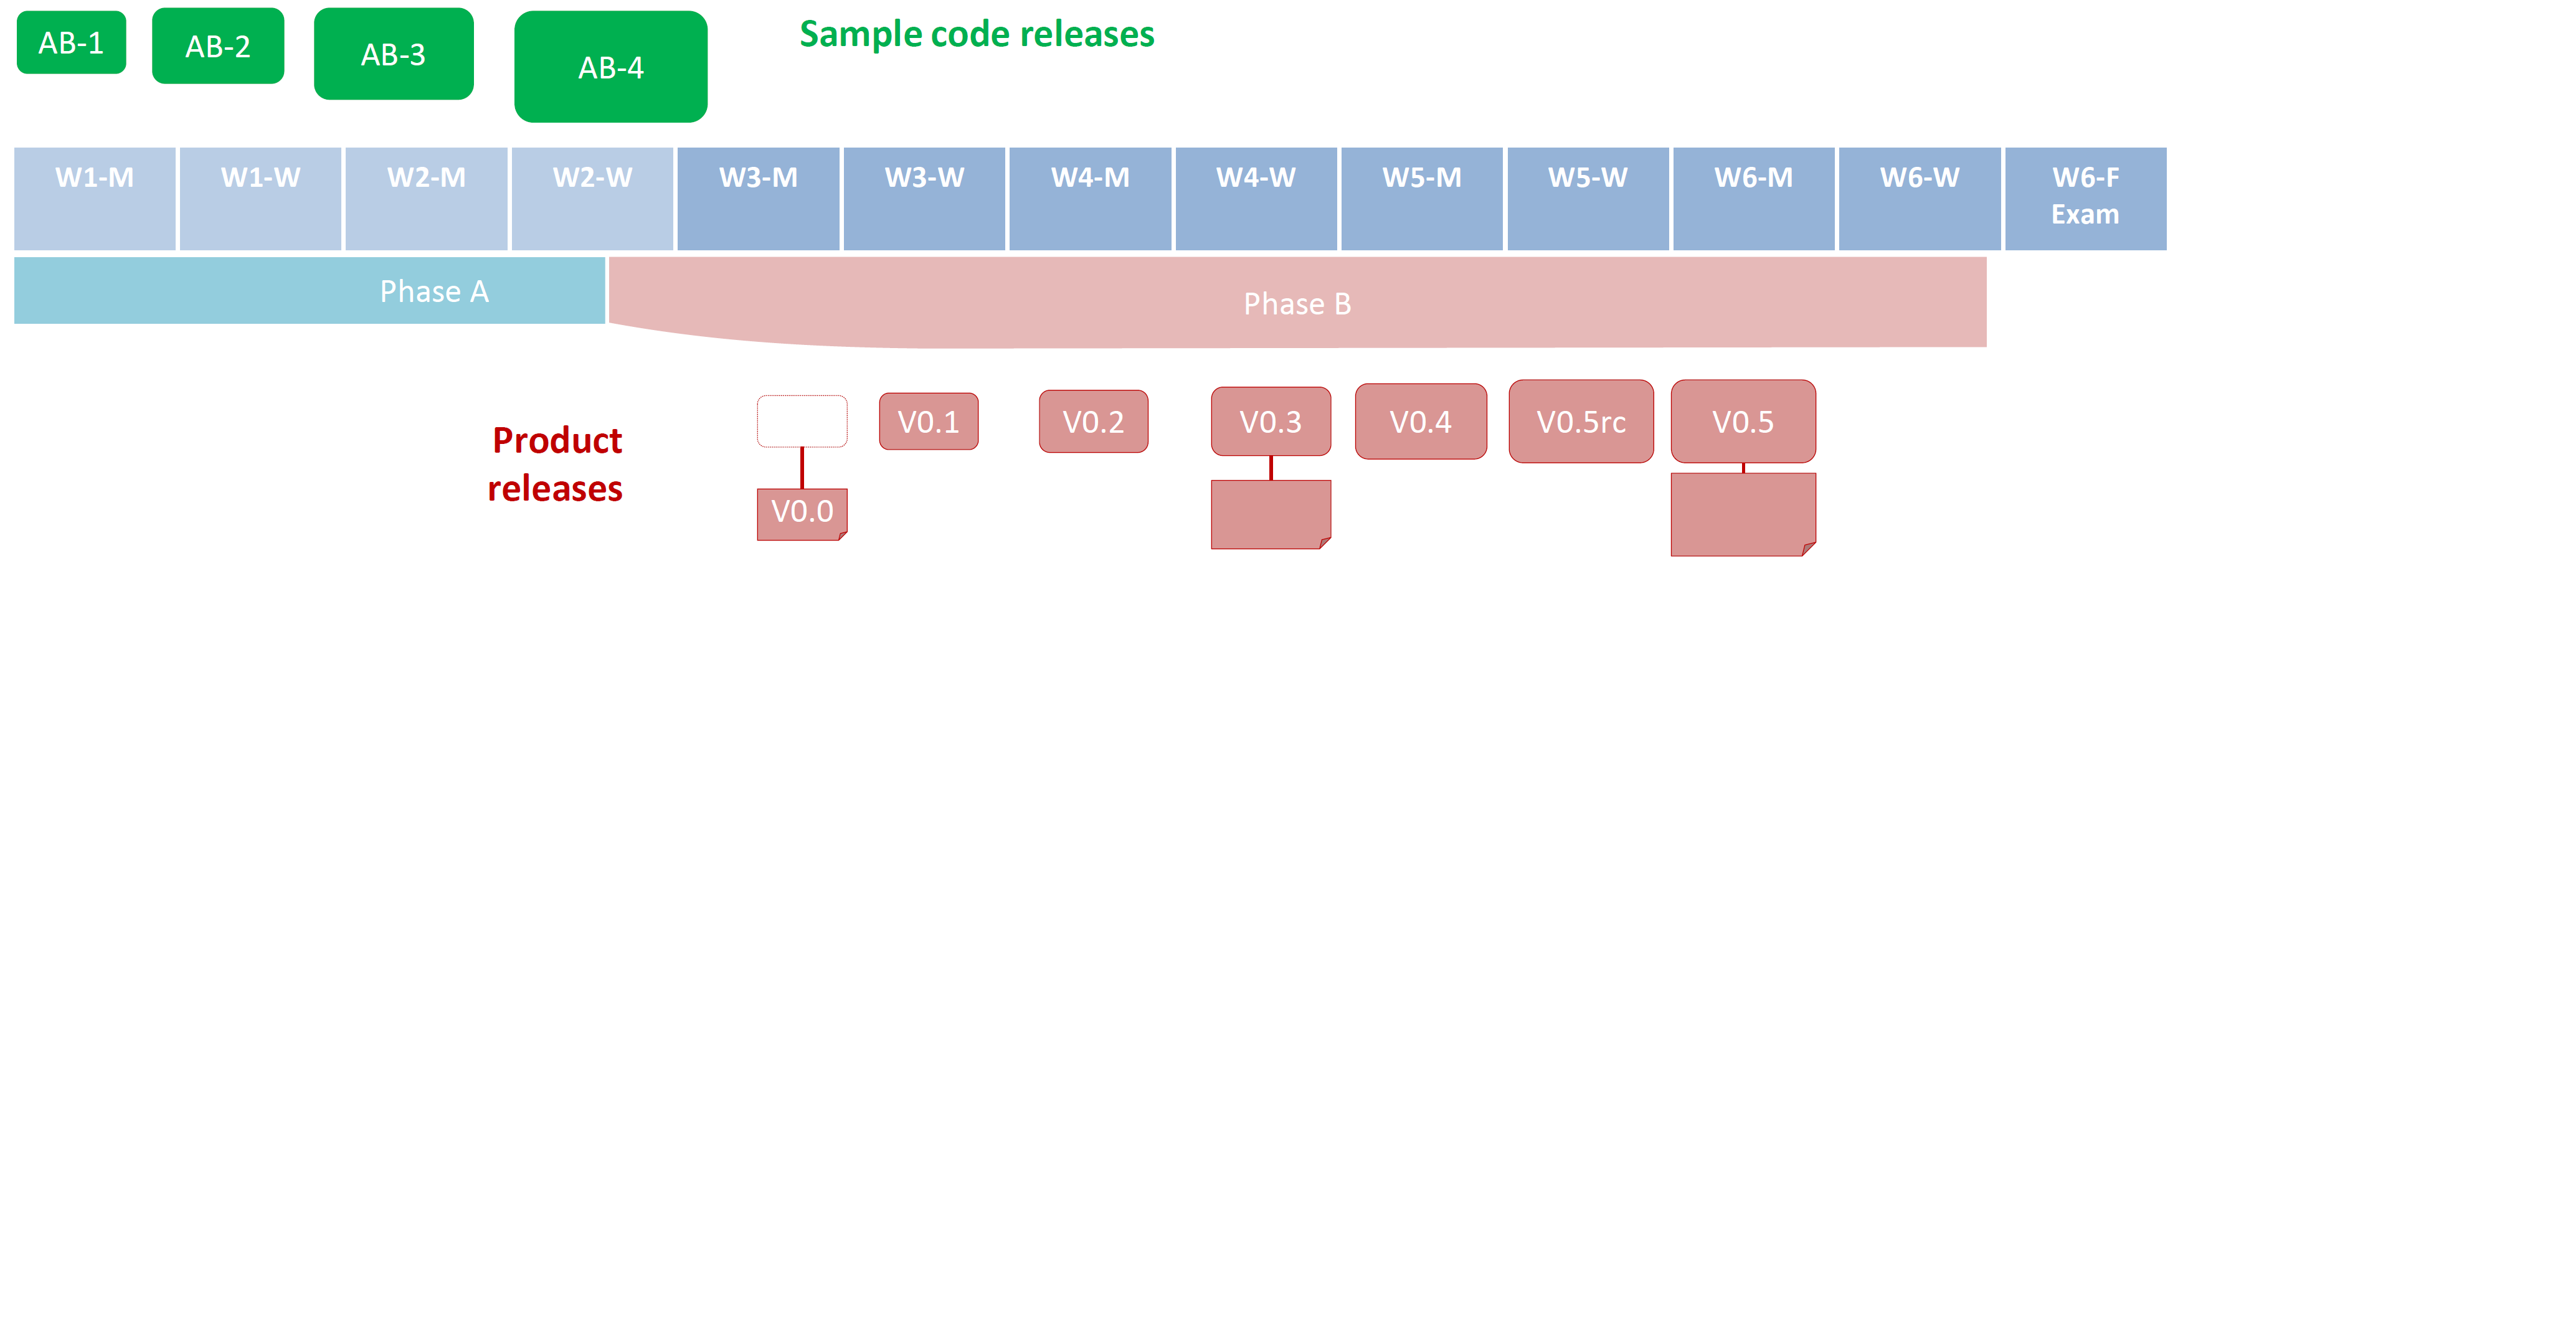 AB-1
AB-2
AB-3
AB-4
Sample code releases
W1-M
W1-W
W2-M
W2-W
W3-M
W3-W
W4-M
W4-W
W5-M
W5-W
W6-M
W6-W
W6-F
Exam
Phase A
Phase B
Product
releases
V0.1
V0.2
V0.3
V0.4
V0.5rc
V0.5
V0.0